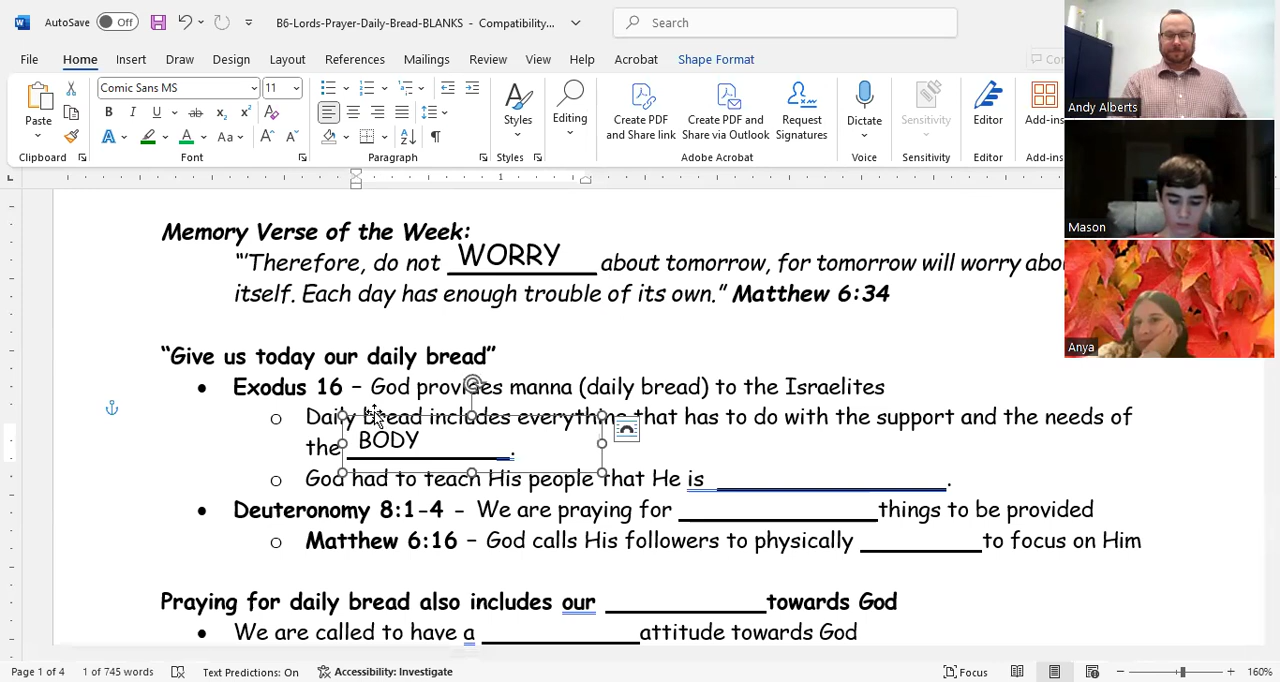 AutoSave Off B6-Lords-Prayer-Daily-Bread-BLANKS - Compatibility... Search
File Home Insert Draw Design Layout References Mailings Review View Help Acrobat Shape Format
Comic Sans MS 11
Paste Styles Editing Create PDF and Share link Create PDF and Share via Outlook Request Signatures Dictate Sensitivity Editor Add-ins
Clipboard Font Paragraph Styles Adobe Acrobat Voice Sensitivity Editor Add-ins
Andy Alberts
Mason
Anya
1
Memory Verse of the Week:
“‘Therefore, do not WORRY about tomorrow, for tomorrow will worry
itself. Each day has enough trouble of its own.” Matthew 6:34
“Give us today our daily bread”
• Exodus 16 – God provides manna (daily bread) to the Israelites
o Daily bread includes everything that has to do with the support and the needs of
the BODY.
o God had to teach His people that He is ____________.
• Deuteronomy 8:1-4 - We are praying for ____________things to be provided
o Matthew 6:16 – God calls His followers to physically ____________to focus on Him
Praying for daily bread also includes our ____________towards God
• We are called to have a ____________attitude towards God
Page 1 of 4 1 of 745 words Text Predictions: On Accessibility: Investigate Focus 160%